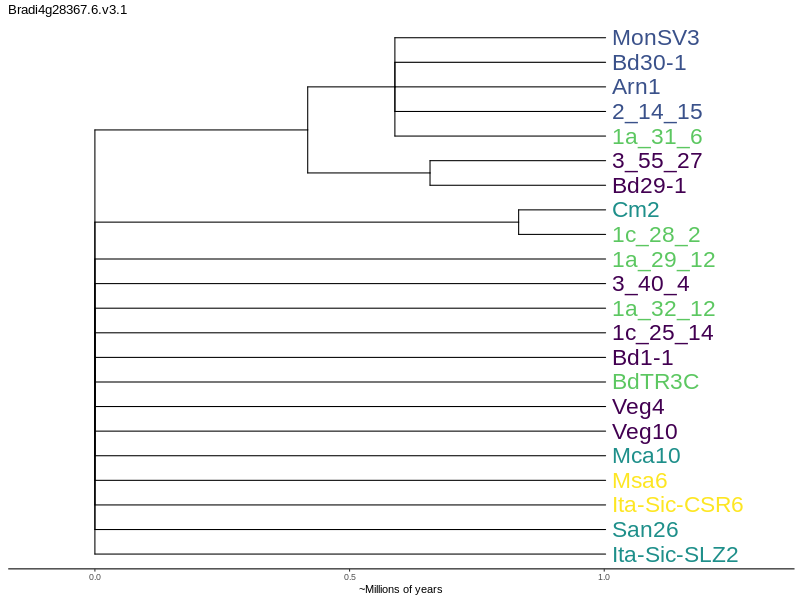 Bradi4g28367.6.v3.1
MonSV3
Bd30-1
Arn1
2_14_15
1a_31_6
3_55_27
Bd29-1
Cm2
1c_28_2
1a_29_12
3_40_4
1a_32_12
1c_25_14
Bd1-1
BdTR3C
Veg4
Veg10
Mca10
Msa6
Ita-Sic-CSR6
San26
Ita-Sic-SLZ2
0.0 0.5 1.0
~Millions of years